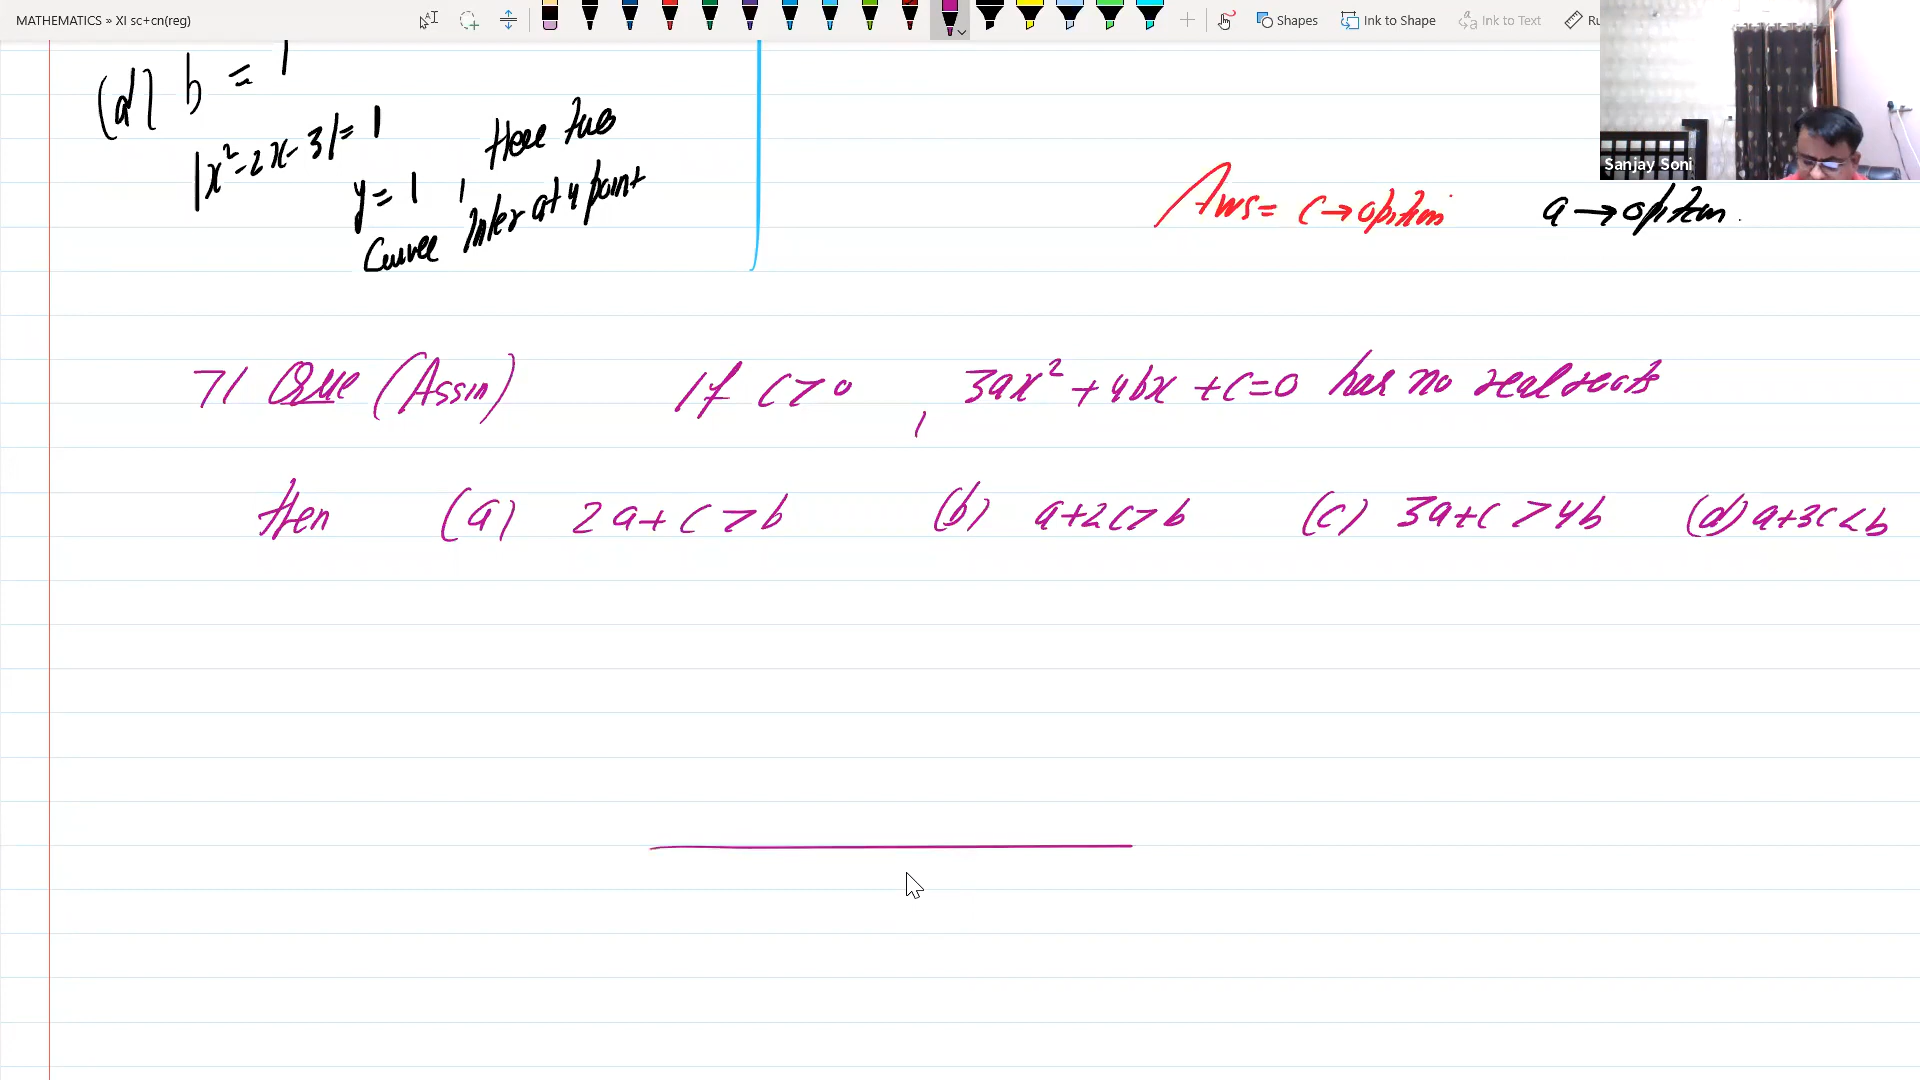 MATHEMATICS » XI sc+cn(reg)
Shapes Ink to Shape Ink to Text Ru
Sanjay Soni
(d) b = 1
|x²-2x-3| = 1
y = 1 , Here two
Curve Inter at 4 point
Ans = c → option a → option .
71 Que (Assin) If c > 0 , 3ax² + 4bx + c = 0 has no real roots
then (a) 2a + c > b (b) a + 2c > b (c) 3a + c > 4b (d) a + 3c < b